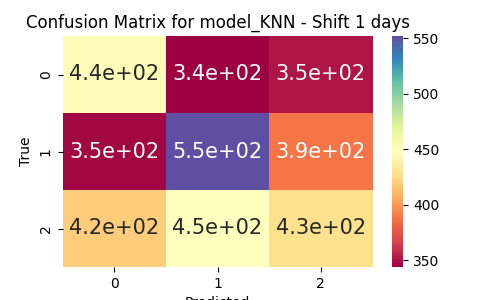 Confusion Matrix for model_KNN - Shift 1 days
0 4.4e+02 3.4e+02 3.5e+02
1 3.5e+02 5.5e+02 3.9e+02
2 4.2e+02 4.5e+02 4.3e+02
0 1 2
True
Predicted
550
500
450
400
350